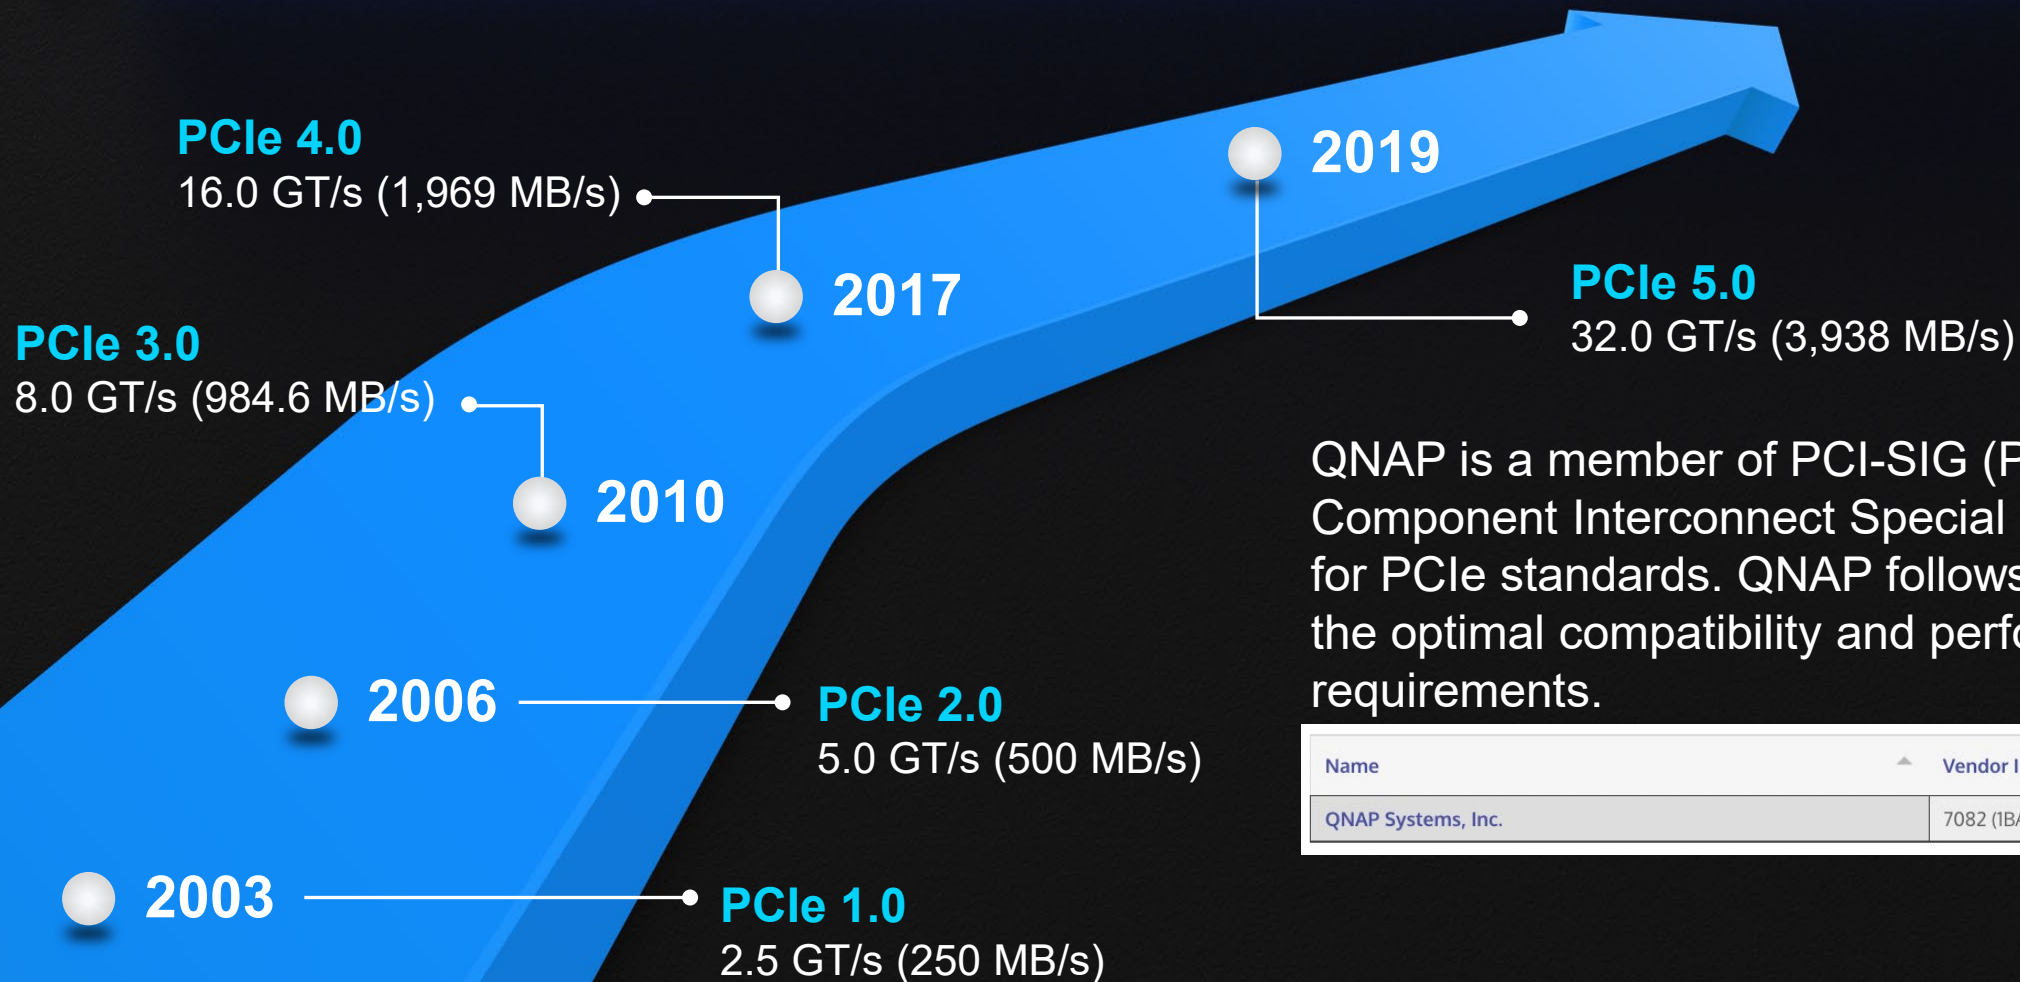 PCIe 4.0
16.0 GT/s (1,969 MB/s)
2019
2017
PCIe 5.0
32.0 GT/s (3,938 MB/s)
PCIe 3.0
8.0 GT/s (984.6 MB/s)
2010
QNAP is a member of PCI-SIG
Component Interconnect Special
for PCIe standards. QNAP follows
the optimal compatibility and
requirements.
2006
PCIe 2.0
5.0 GT/s (500 MB/s)
Name
Vendor
QNAP Systems, Inc.
7082
2003
PCIe 1.0
2.5 GT/s (250 MB/s)